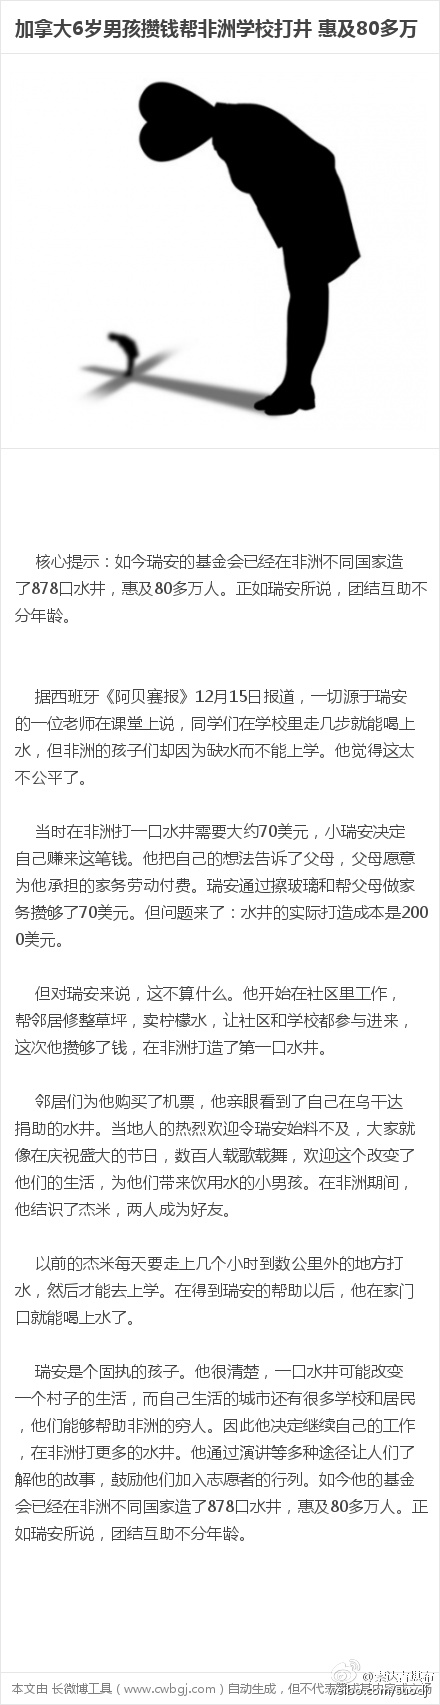 加拿大6岁男孩攒钱帮非洲学校打井 惠及80多万
核心提示：如今瑞安的基金会已经在非洲不同国家造
了878口水井，惠及80多万人。正如瑞安所说，团结互助不
分年龄。
据西班牙《阿贝赛报》12月15日报道，一切源于瑞安
的一位老师在课堂上说，同学们在学校里走几步就能喝上
水，但非洲的孩子们却因为缺水而不能上学。他觉得这太
不公平了。
当时在非洲打一口水井需要大约70美元，小瑞安决定
自己赚来这笔钱。他把自己的想法告诉了父母，父母愿意
为他承担的家务劳动付费。瑞安通过擦玻璃和帮父母做家
务攒够了70美元。但问题来了：水井的实际打造成本是200
0美元。
但对瑞安来说，这不算什么。他开始在社区里工作，
帮邻居修整草坪，卖柠檬水，让社区和学校都参与进来，
这次他攒够了钱，在非洲打造了第一口水井。
邻居们为他购买了机票，他亲眼看到了自己在乌干达
捐助的水井。当地人的热烈欢迎令瑞安始料不及，大家就
像在庆祝盛大的节日，数百人载歌载舞，欢迎这个改变了
他们的生活，为他们带来饮用水的小男孩。在非洲期间，
他结识了杰米，两人成为好友。
以前的杰米每天要走上几个小时到数公里外的地方打
水，然后才能去上学。在得到瑞安的帮助以后，他在家门
口就能喝上水了。
瑞安是个固执的孩子。他很清楚，一口水井可能改变
一个村子的生活，而自己生活的城市还有很多学校和居民
，他们能够帮助非洲的穷人。因此他决定继续自己的工作
，在非洲打更多的水井。他通过演讲等多种途径让人们了
解他的故事，鼓励他们加入志愿者的行列。如今他的基金
会已经在非洲不同国家造了878口水井，惠及80多万人。正
如瑞安所说，团结互助不分年龄。
本文由 长微博工具（www.cwbgj.com）自动生成，但不代表
weibo.com/suoqi